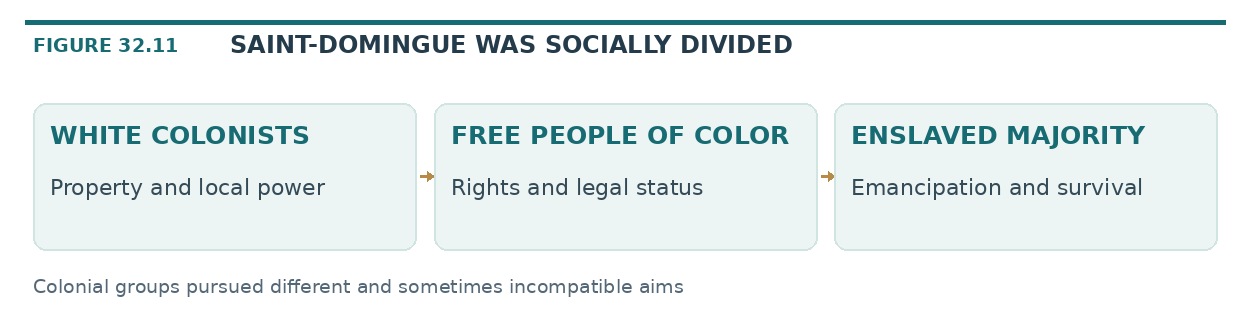 FIGURE 32.11 SAINT-DOMINGUE WAS SOCIALLY DIVIDED
WHITE COLONISTS
Property and local power
FREE PEOPLE OF COLOR
Rights and legal status
ENSLAVED MAJORITY
Emancipation and survival
Colonial groups pursued different and sometimes incompatible aims